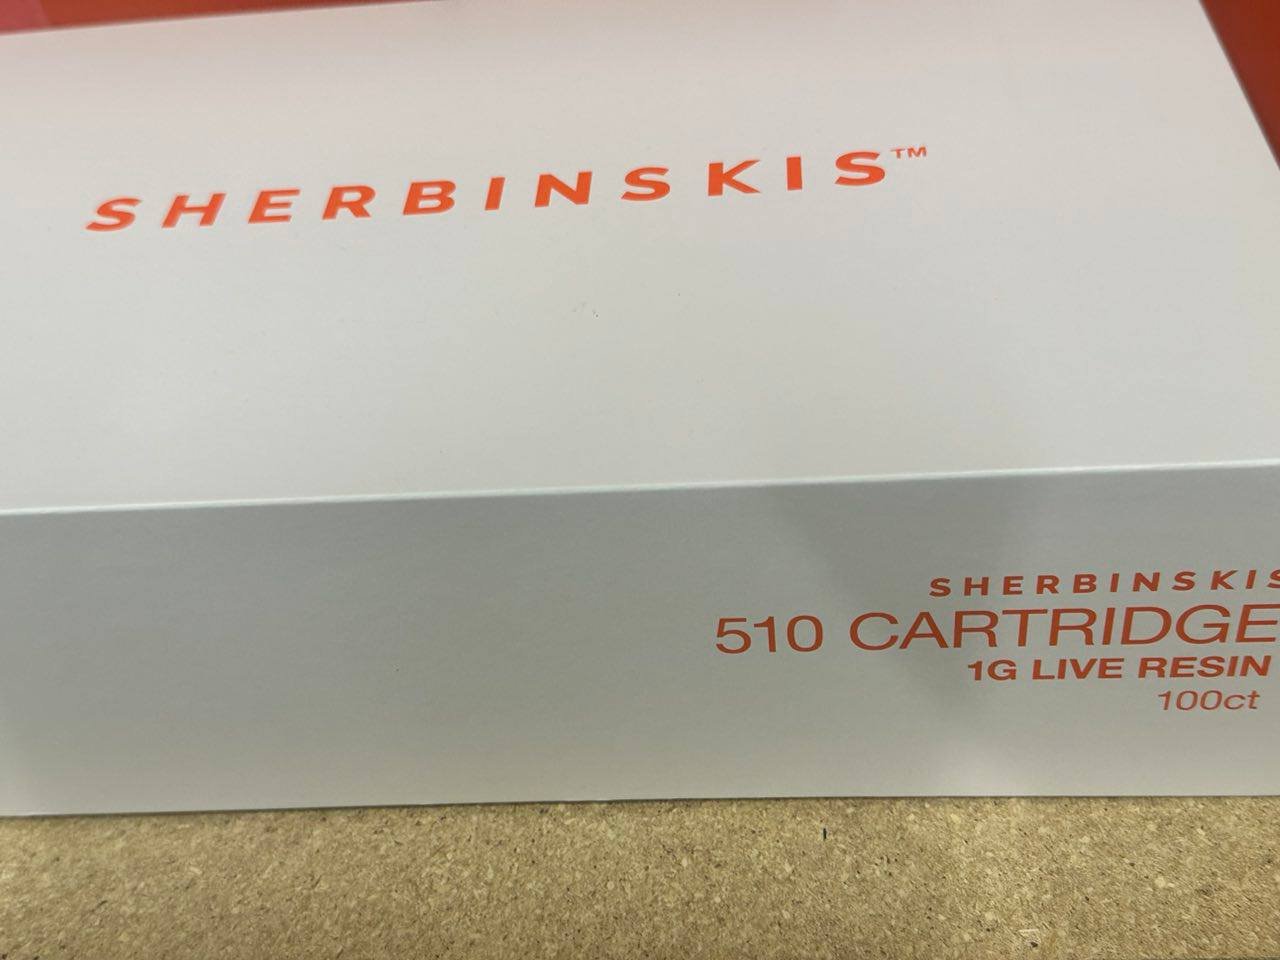 SHERBINSKIS™
SHERBINSKIS
510 CARTRIDGE
1G LIVE RESIN
100ct